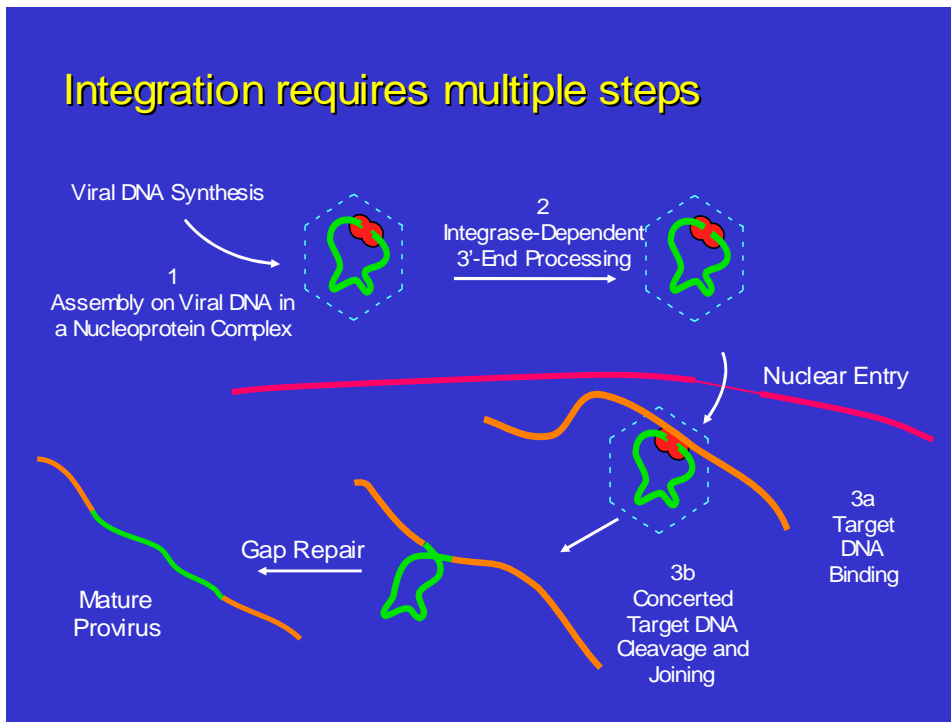 Integration requires multiple steps
Viral DNA Synthesis
1
Assembly on Viral DNA in
a Nucleoprotein Complex
2
Integrase-Dependent
3'-End Processing
Nuclear Entry
3a
Target
DNA
Binding
3b
Concerted
Target DNA
Cleavage and
Joining
Gap Repair
Mature
Provirus